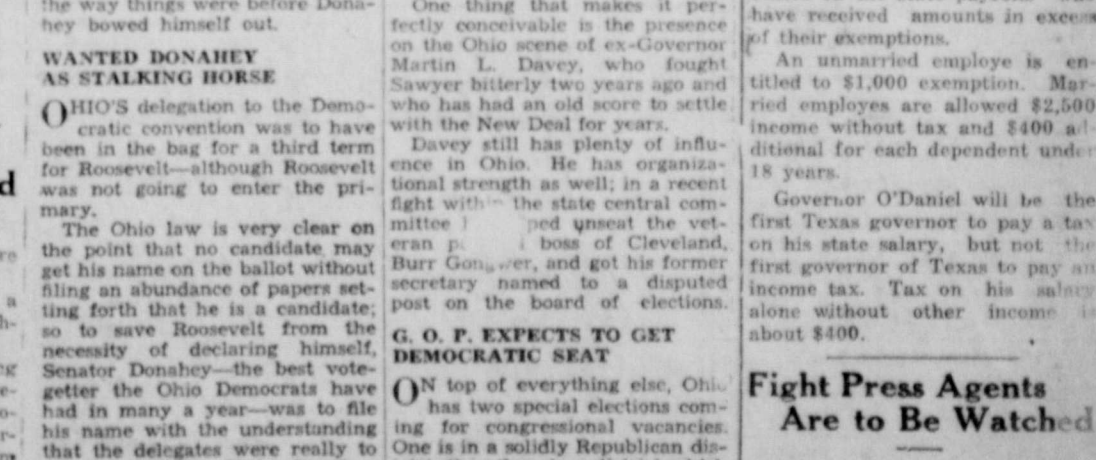 the way things were before Dona-
hey bowed himself out.
WANTED DONAHEY
AS STALKING HORSE
OHIO'S delegation to the Demo-
cratic convention was to have
been in the bag for a third term
for Roosevelt—although Roosevelt
was not going to enter the pri-
mary.
The Ohio law is very clear on
the point that no candidate may
get his name on the ballot without
filing an abundance of papers set-
ting forth that he is a candidate;
so to save Roosevelt from the
necessity of declaring himself,
Senator Donahey—the best vote-
getter the Ohio Democrats have
had in many a year—was to file
his name with the understanding
that the delegates were really to
One thing that makes it per-
fectly conceivable is the presence
on the Ohio scene of ex-Governor
Martin L. Davey, who fought
Sawyer bitterly two years ago and
who has had an old score to settle
with the New Deal for years.
Davey still has plenty of influ-
ence in Ohio. He has organiza-
tional strength as well; in a recent
fight with the state central com-
mittee unseat the vet-
eran boss of Cleveland,
Burr and got his former
secretary named to a disputed
post on the board of elections.
G. O. P. EXPECTS TO GET
DEMOCRATIC SEAT
ON top of everything else, Ohio
has two special elections com-
ing for congressional vacancies.
One is in a solidly Republican dis-
have received amounts in excess
of their exemptions.
An unmarried employe is en-
titled to $1,000 exemption. Mar-
ried employes are allowed $2,500
income without tax and $400 ad-
ditional for each dependent under
18 years.
Governor O'Daniel will be the
first Texas governor to pay a tax
on his state salary, but not the
first governor of Texas to pay an
income tax. Tax on his salary
alone without other income is
about $400.
Fight Press Agents
Are to Be Watched